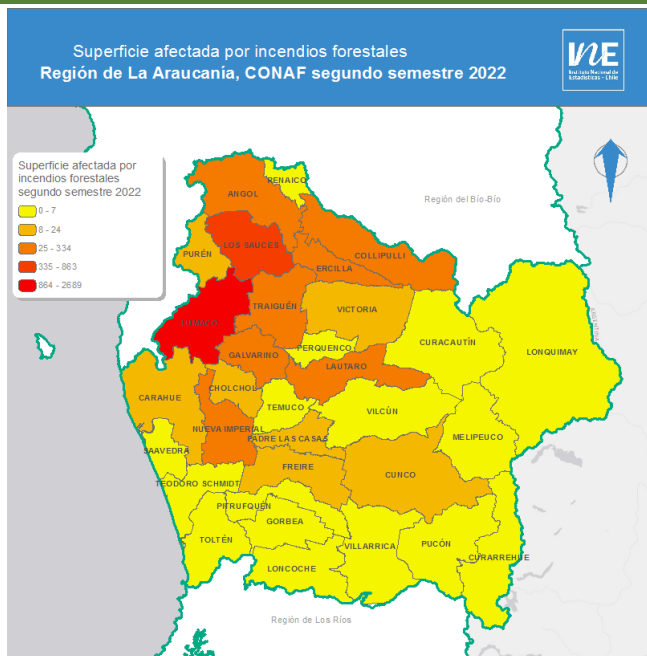 Superficie afectada por incendios forestales
Región de La Araucanía, CONAF segundo semestre 2022
INE
Instituto Nacional de
Estadísticas - Chile
Superficie afectada por
incendios forestales
segundo semestre 2022
0 - 7
8 - 24
25 - 334
335 - 863
864 - 2689
RENAICO
ANGOL
Región del Bío-Bío
LOS SAUCES
PURÉN
COLLIPULLI
ERCILLA
TRAIGUÉN
VICTORIA
LUMACO
ARGENTINA
CURACAUTÍN
PERQUENCO
LONQUIMAY
GALVARINO
LAUTARO
CHOLCHOL
CARAHUE
TEMUCO
VILCÚN
NUEVA IMPERIAL
PADRE LAS CASAS
MELIPEUCO
SAAVEDRA
FREIRE
CUNCO
TEODORO SCHMIDT
PITRUFQUÉN
GORBEA
TOLTÉN
VILLARRICA
PUCÓN
CURARREHUE
LONCOCHE
Región de Los Ríos